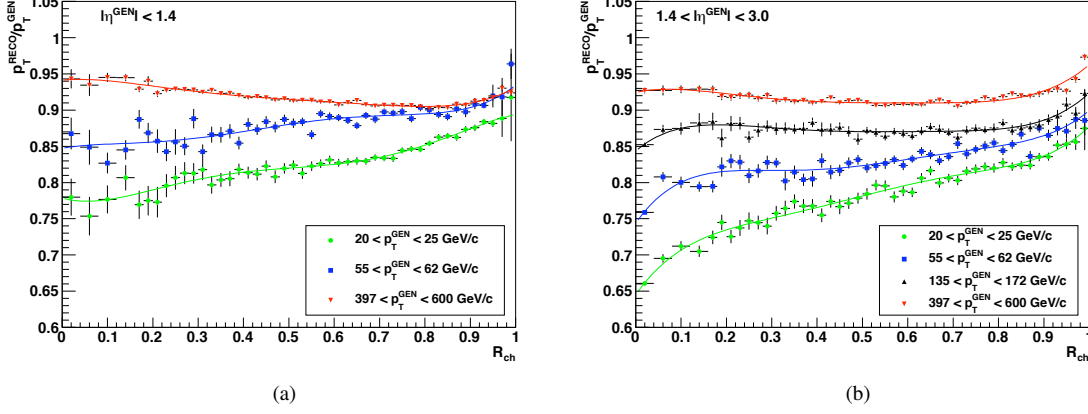 |η^GEN| < 1.4
p_T^RECO/p_T^GEN
1.05
1
0.95
0.9
0.85
0.8
0.75
0.7
0.65
0.6
20 < p_T^GEN < 25 GeV/c
55 < p_T^GEN < 62 GeV/c
397 < p_T^GEN < 600 GeV/c
0 0.1 0.2 0.3 0.4 0.5 0.6 0.7 0.8 0.9 1
R_ch
(a)
1.4 < |η^GEN| < 3.0
p_T^RECO/p_T^GEN
1.05
1
0.95
0.9
0.85
0.8
0.75
0.7
0.65
0.6
20 < p_T^GEN < 25 GeV/c
55 < p_T^GEN < 62 GeV/c
135 < p_T^GEN < 172 GeV/c
397 < p_T^GEN < 600 GeV/c
0 0.1 0.2 0.3 0.4 0.5 0.6 0.7 0.8 0.9 1
R_ch
(b)